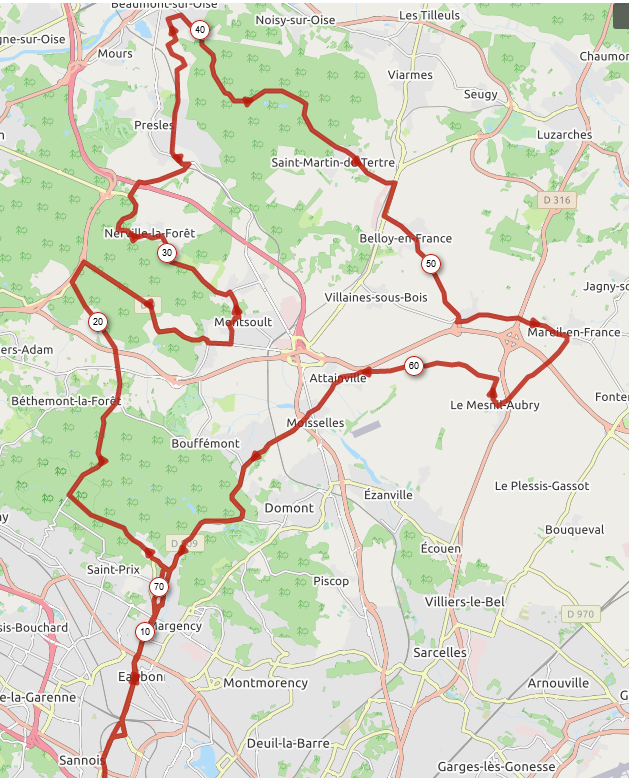 Beaumont-sur-Oise
40
Noisy-sur-Oise
Les Tilleuls
gne-sur-Oise
Mours
Viarmes
Chaumon
Seugy
Presles
Luzarches
Saint-Martin-du-Tertre
D 316
Nerville-la-Forêt
Belloy-en-France
30
50
Jagny-so
Villaines-sous-Bois
20
Montsoult
Mareil-en-France
ers-Adam
60
Attainville
Béthemont-la-Forêt
Le Mesnil-Aubry
Fonten
Moisselles
Bouffémont
Le Plessis-Gassot
Ézanville
Domont
Bouqueval
D 909
Écouen
Saint-Prix
70
Piscop
Villiers-le-Bel
D 970
10
Margency
sis-Bouchard
Sarcelles
Eaubonne
Montmorency
Arnouville
e-la-Garenne
Deuil-la-Barre
Sannois
Garges-lès-Gonesse